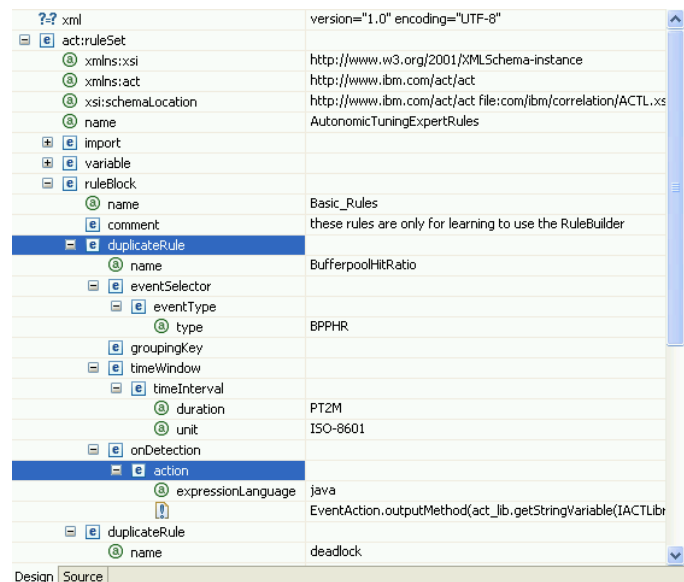 ?=? xml version="1.0" encoding="UTF-8"
e act:ruleSet
a xmlns:xsi http://www.w3.org/2001/XMLSchema-instance
a xmlns:act http://www.ibm.com/act/act
a xsi:schemaLocation http://www.ibm.com/act/act file:com/ibm/correlation/ACTL.xs
a name AutonomicTuningExpertRules
e import
e variable
e ruleBlock
a name Basic_Rules
e comment these rules are only for learning to use the RuleBuilder
e duplicateRule
a name BufferpoolHitRatio
e eventSelector
e eventType
a type BPPHR
e groupingKey
e timeWindow
e timeInterval
a duration PT2M
a unit ISO-8601
e onDetection
e action
a expressionLanguage java
EventAction.outputMethod(act_lib.getStringVariable(IACTLibr
e duplicateRule
a name deadlock
Design Source